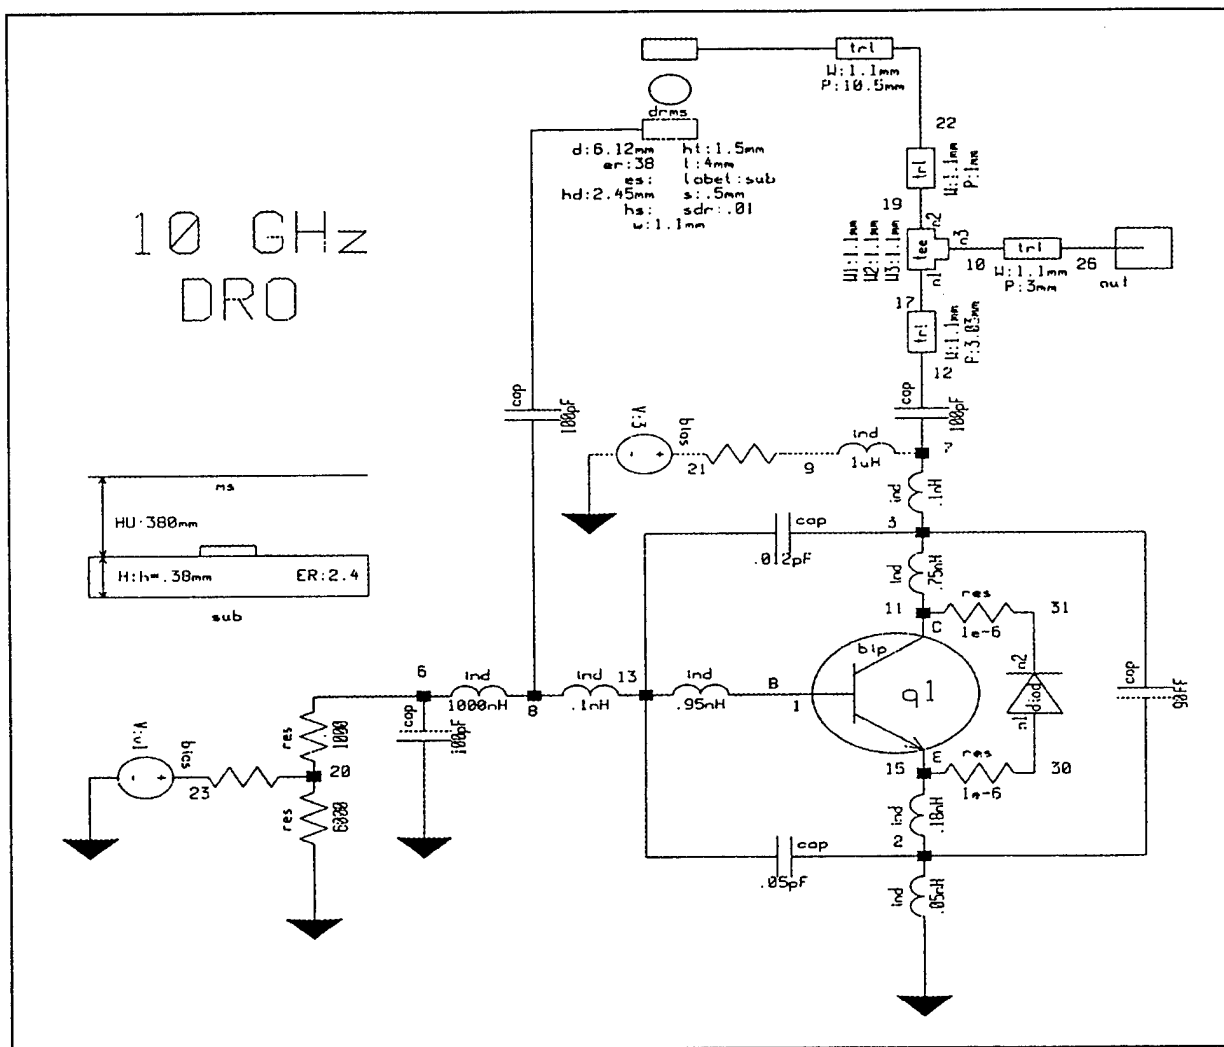 trl
W:1.1mm
P:10.5mm
drms
d:6.12mm ht:1.5mm
er:38 l:4mm
es: label:sub
hd:2.45mm s:.5mm
hs: sdr:.01
w:1.1mm
22
trl
W:1.1mm
P:1mm
10 GHz
DRO
19
n2
W1:1.1mm
W2:1.1mm
W3:1.1mm
tee
n3
n1
10
trl
W:1.1mm
P:3mm
26
out
17
trl
W:1.1mm
P:3.03mm
12
cap
100pF
cap
100pF
V:3
bias
21
9
ind
1uH
7
ind
.1nH
ms
HU:380mm
H:h=.38mm ER:2.4
sub
cap
.012pF
3
ind
.75nH
11
res
1e-6
31
C
bip
q1
n2
diod
n1
cap
90FF
6
ind
1000nH
8
ind
.1nH
13
ind
.95nH
B
1
cap
100pF
res
1000
V:v1
bias
23
20
res
6000
15
E
res
1e-6
30
ind
.18nH
2
cap
.05pF
ind
.05nH